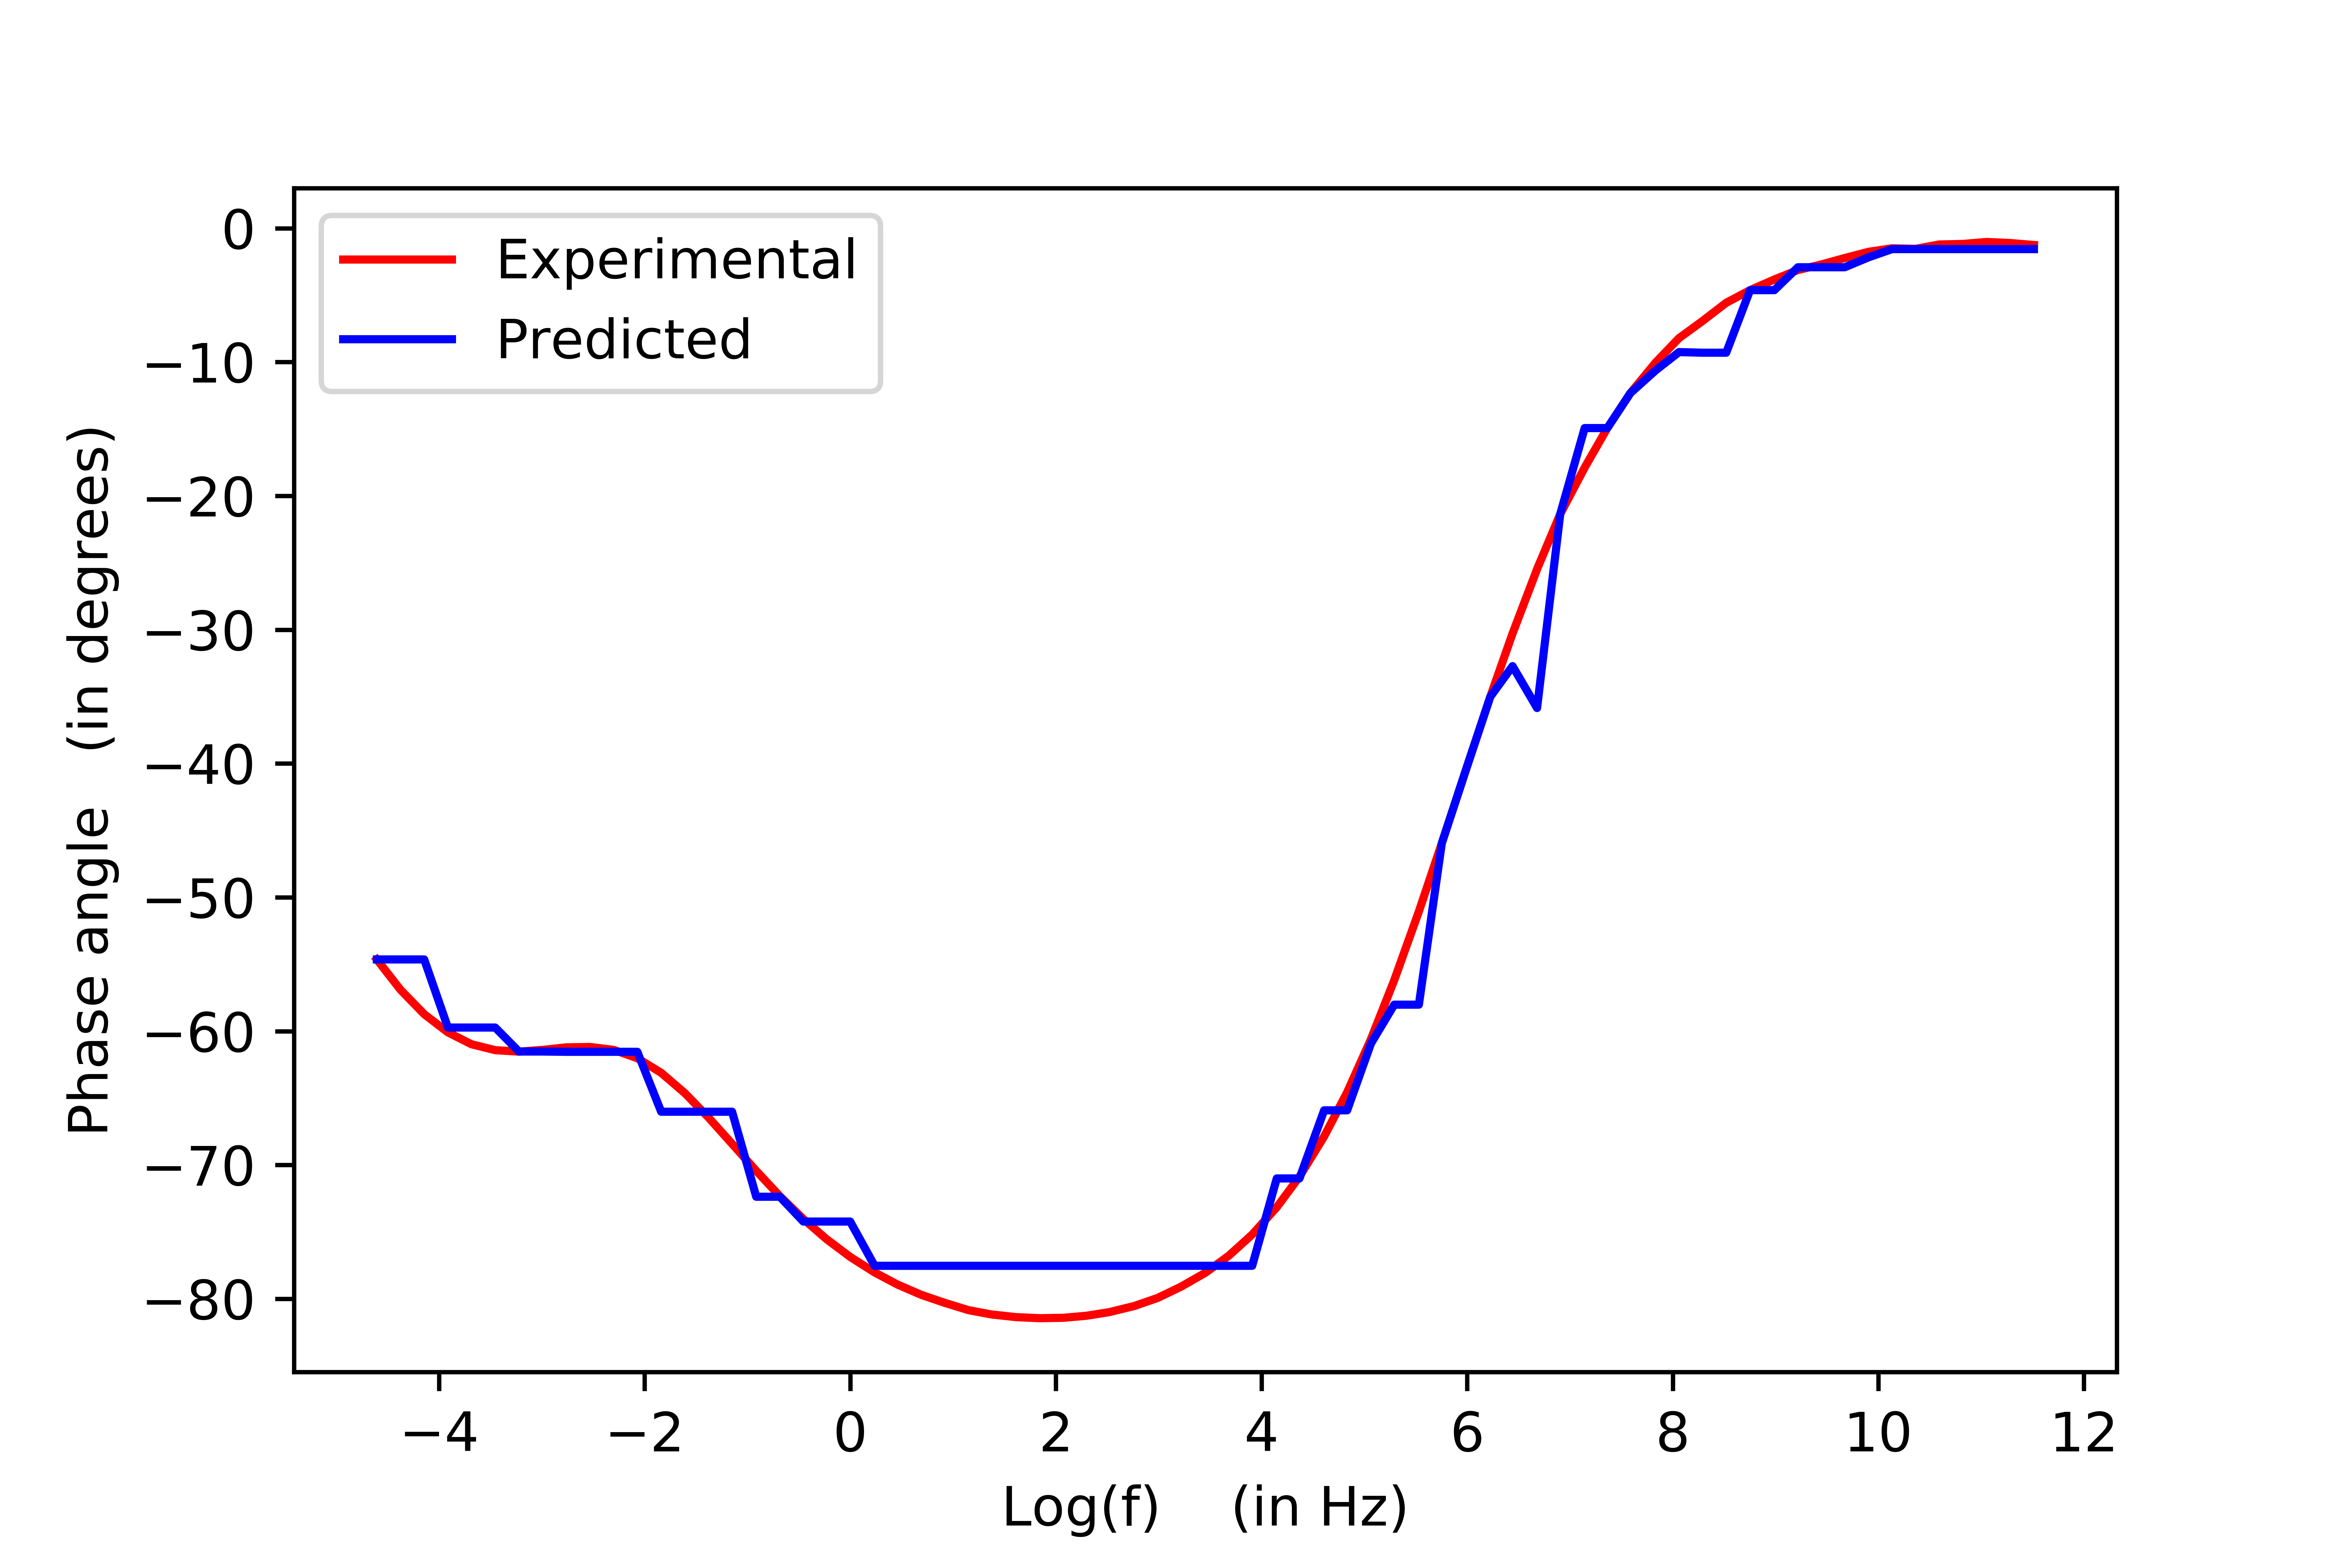 Experimental
Predicted
0
−10
−20
−30
−40
−50
−60
−70
−80
Phase angle (in degrees)
−4 −2 0 2 4 6 8 10 12
Log(f) (in Hz)